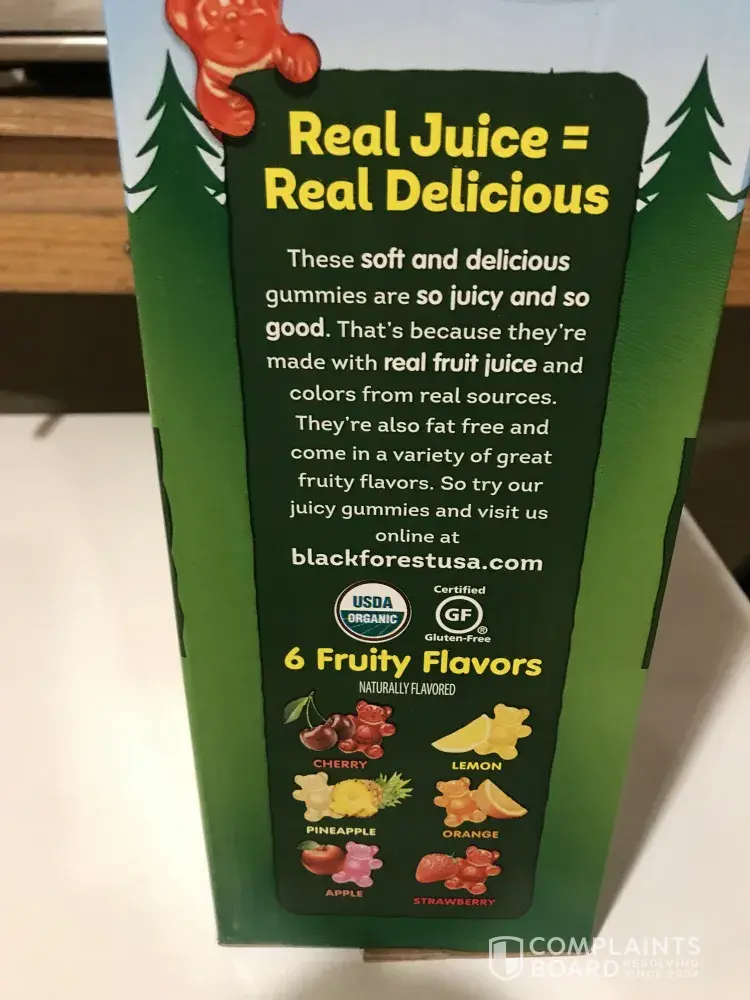 Real Juice =
Real Delicious
These soft and delicious
gummies are so juicy and so
good. That's because they're
made with real fruit juice and
colors from real sources.
They're also fat free and
come in a variety of great
fruity flavors. So try our
juicy gummies and visit us
online at
blackforestusa.com
USDA
ORGANIC
Certified
GF
®
Gluten-Free
6 Fruity Flavors
NATURALLY FLAVORED
CHERRY
LEMON
PINEAPPLE
ORANGE
APPLE
STRAWBERRY
COMPLAINTS
BOARD RESOLVING
SINCE 2004